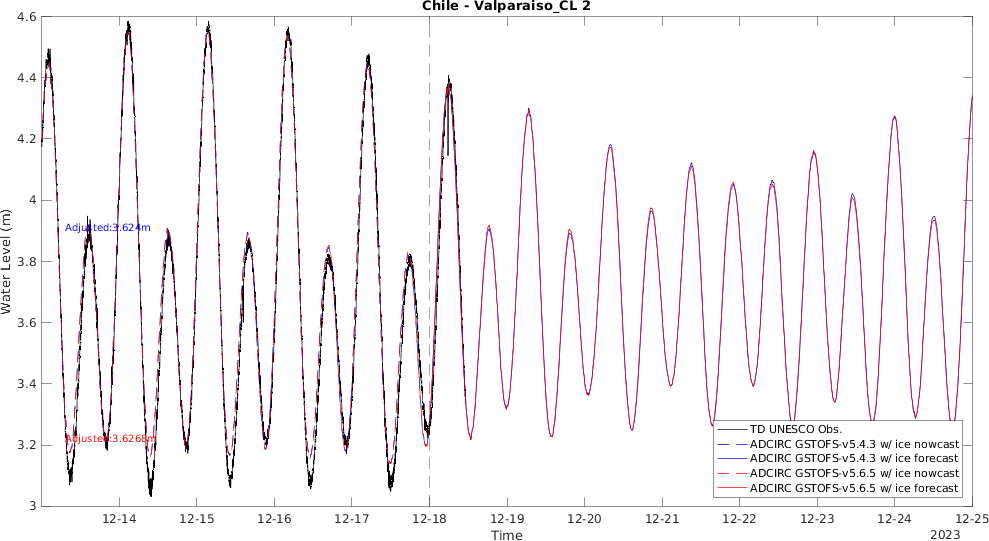 Chile - Valparaiso_CL 2
4.6
4.4
4.2
4
3.8
3.6
3.4
3.2
3
Water Level (m)
Adjusted:3.624m
Adjusted:3.6268m
TD UNESCO Obs.
ADCIRC GSTOFS-v5.4.3 w/ ice nowcast
ADCIRC GSTOFS-v5.4.3 w/ ice forecast
ADCIRC GSTOFS-v5.6.5 w/ ice nowcast
ADCIRC GSTOFS-v5.6.5 w/ ice forecast
12-14 12-15 12-16 12-17 12-18 12-19 12-20 12-21 12-22 12-23 12-24 12-25
Time
2023